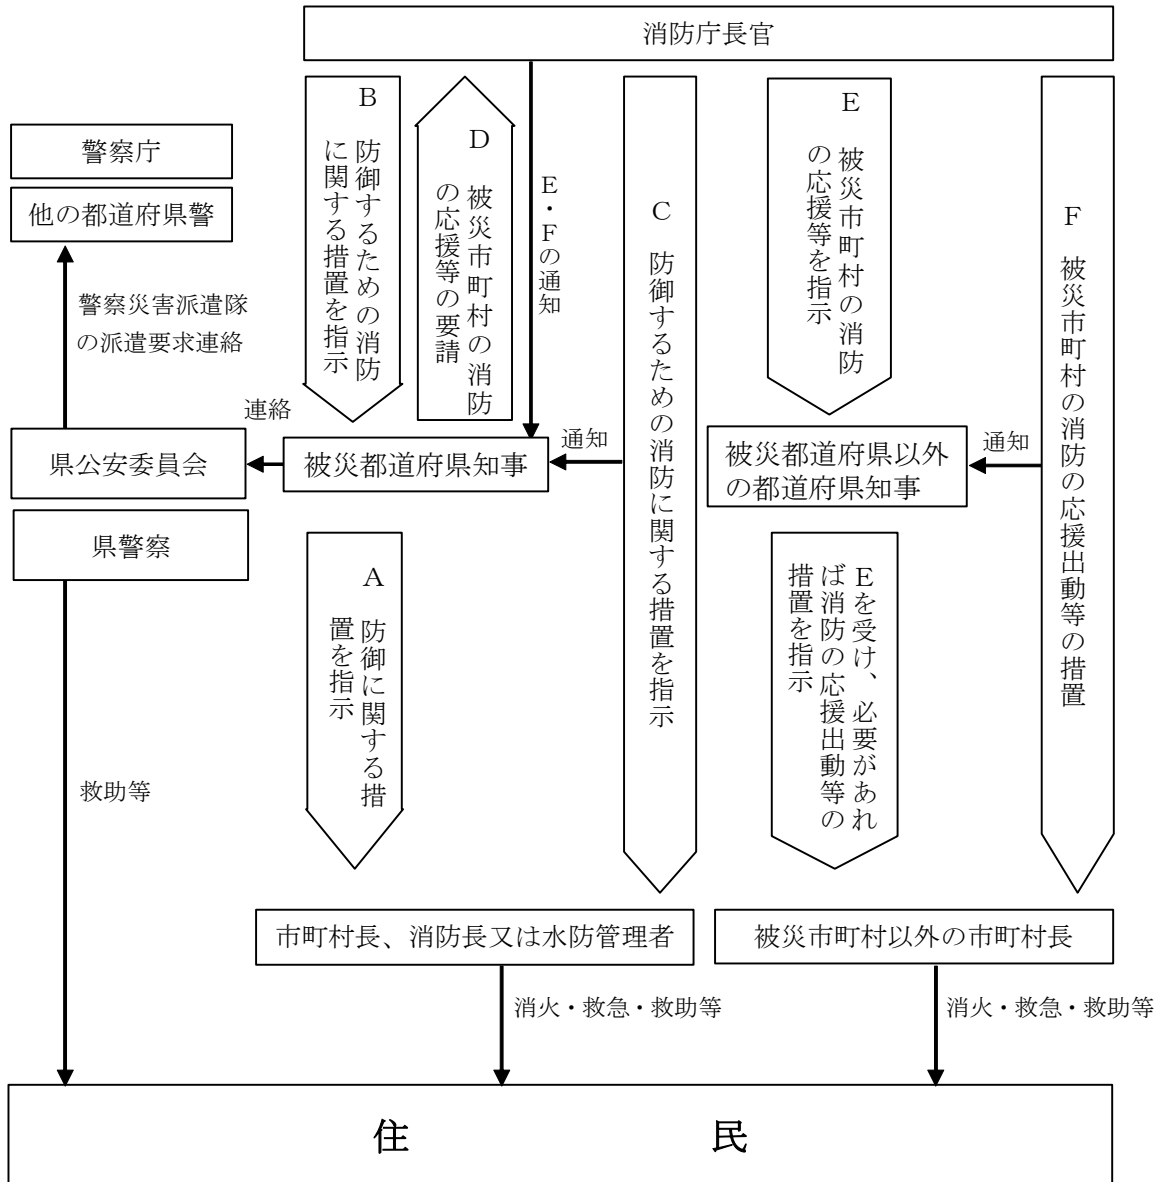 消防庁長官
B 防御するための消防
に関する措置を指示
D 被災市町村の消防
の応援等の要請
E・Fの通知
C 防御するための消防に関する措置を指示
E 被災市町村の消防
の応援等を指示
F 被災市町村の消防の応援出動等の措置
警察庁
他の都道府県警
警察災害派遣隊
の派遣要求連絡
連絡
県公安委員会
被災都道府県知事
通知
被災都道府県以外
の都道府県知事
通知
県警察
A 防御に関する措
置を指示
Eを受け、必要があれ
ば消防の応援出動等の
措置を指示
救助等
市町村長、消防長又は水防管理者
被災市町村以外の市町村長
消火・救急・救助等
消火・救急・救助等
住 民